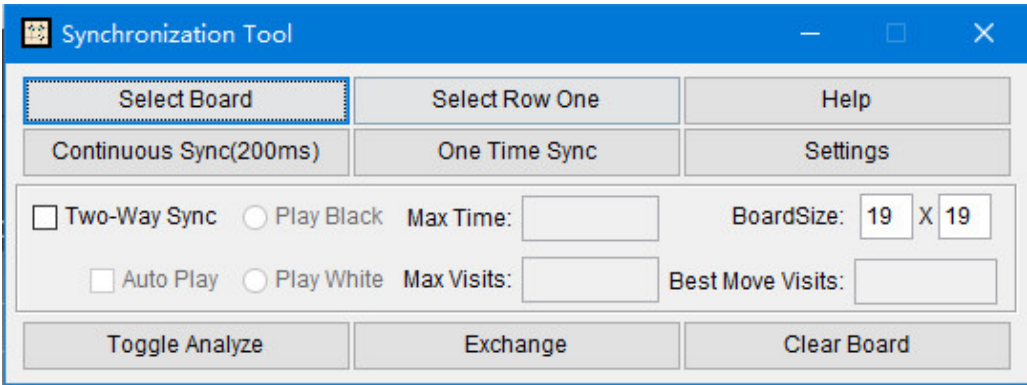 Synchronization Tool
Select Board Select Row One Help
Continuous Sync(200ms) One Time Sync Settings
Two-Way Sync Play Black Max Time: BoardSize: 19 X 19
Auto Play Play White Max Visits: Best Move Visits:
Toggle Analyze Exchange Clear Board